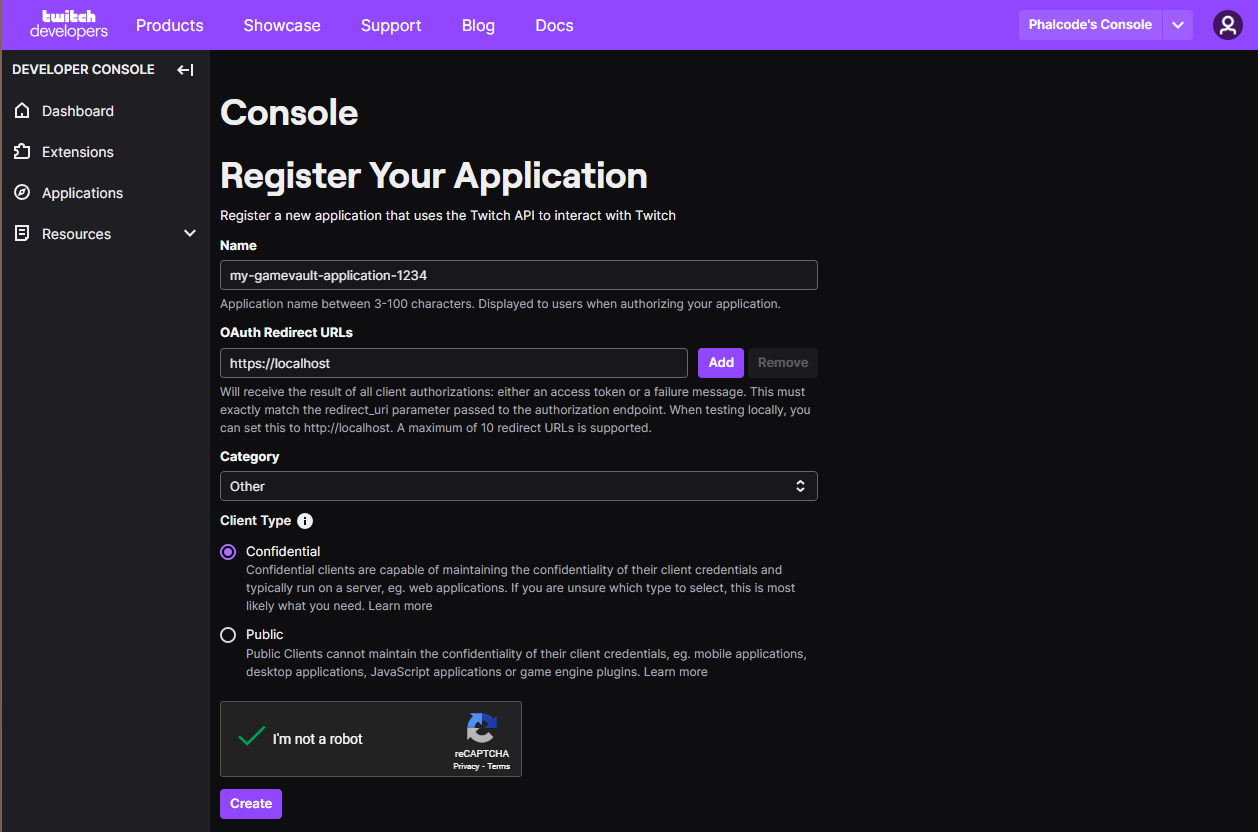 twitch
developers
Products
Showcase
Support
Blog
Docs
Phalcode's Console
DEVELOPER CONSOLE
Dashboard
Extensions
Applications
Resources
Console
Register Your Application
Register a new application that uses the Twitch API to interact with Twitch
Name
my-gamevault-application-1234
Application name between 3-100 characters. Displayed to users when authorizing your application.
OAuth Redirect URLs
https://localhost
Add
Remove
Will receive the result of all client authorizations: either an access token or a failure message. This must
exactly match the redirect_uri parameter passed to the authorization endpoint. When testing locally, you
can set this to http://localhost. A maximum of 10 redirect URLs is supported.
Category
Other
Client Type
Confidential
Confidential clients are capable of maintaining the confidentiality of their client credentials and
typically run on a server, eg. web applications. If you are unsure which type to select, this is most
likely what you need. Learn more
Public
Public Clients cannot maintain the confidentiality of their client credentials, eg. mobile applications,
desktop applications, JavaScript applications or game engine plugins. Learn more
I'm not a robot
reCAPTCHA
Privacy - Terms
Create